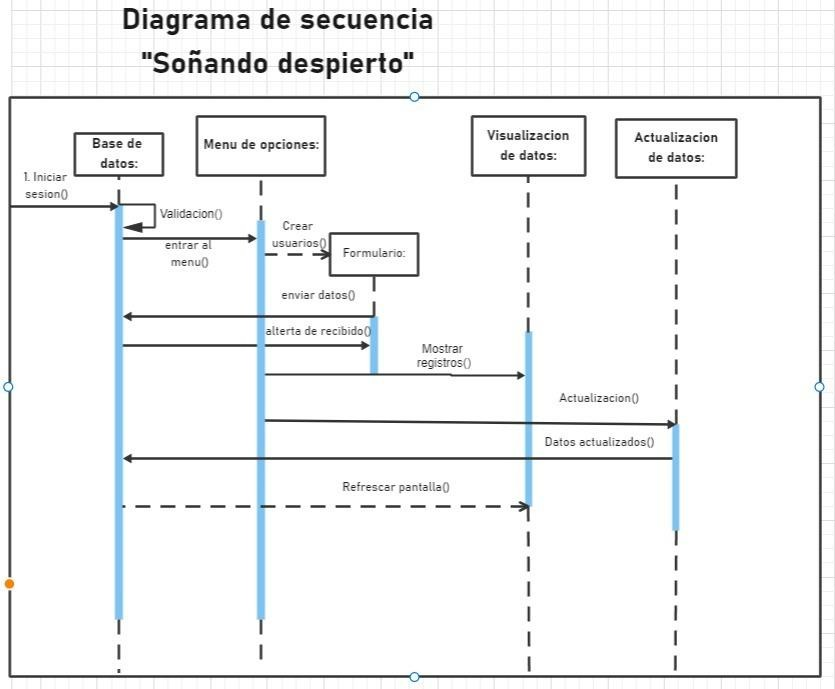 Diagrama de secuencia
"Soñando despierto"
Base de
datos:
Menu de opciones:
Visualizacion
de datos:
Actualizacion
de datos:
1. Iniciar
sesion()
Validacion()
entrar al
menu()
Crear
usuarios()
Formulario:
enviar datos()
alterta de recibido()
Mostrar
registros()
Actualizacion()
Datos actualizados()
Refrescar pantalla()